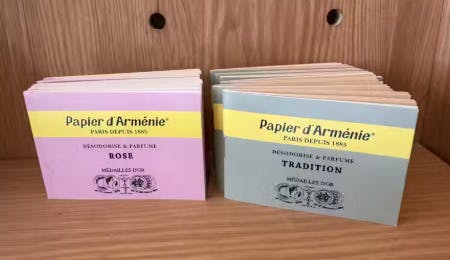 Papier d'Arménie®
PARIS DEPUIS 1885
DÉSODORISE & PARFUME
ROSE
MÉDAILLES D'OR
Papier d'Arménie®
PARIS DEPUIS 1885
DÉSODORISE & PARFUME
TRADITION
MÉDAILLES D'OR